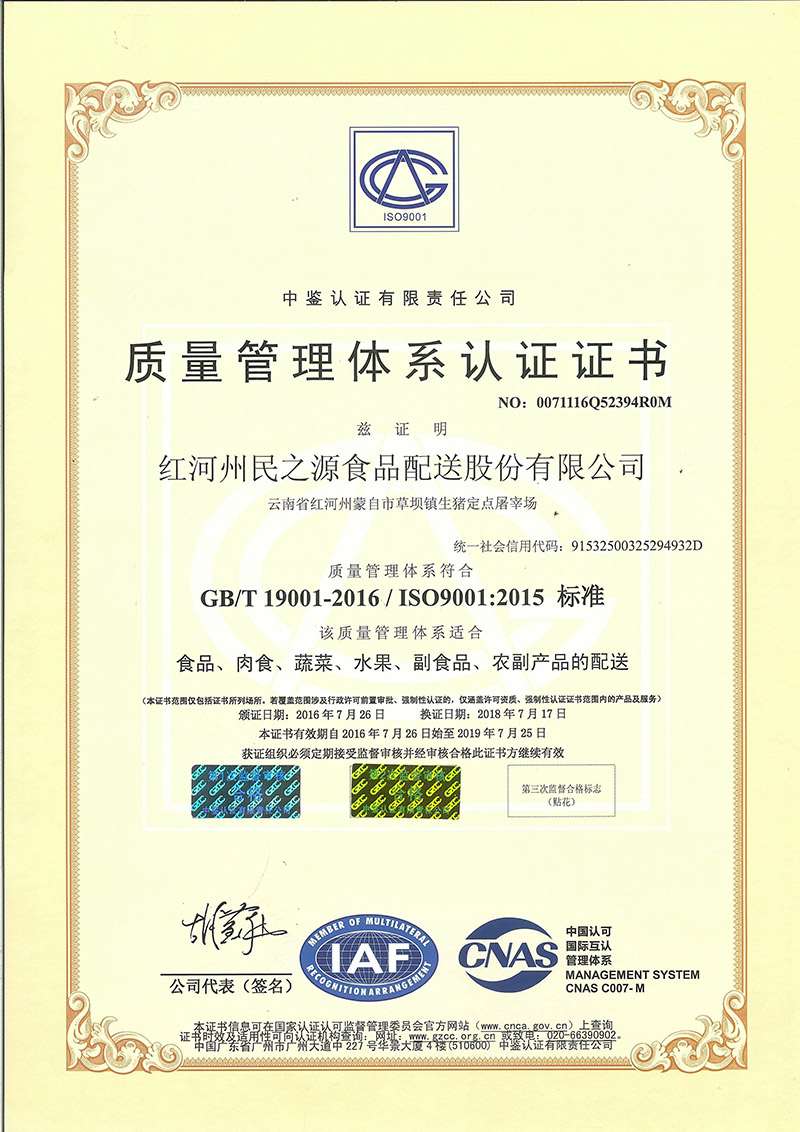 ISO9001
中鉴认证有限责任公司
质量管理体系认证证书
NO：0071116Q52394R0M
兹证明
红河州民之源食品配送股份有限公司
云南省红河州蒙自市草坝镇生猪定点屠宰场
统一社会信用代码：91532500325294932D
质量管理体系符合
GB/T 19001-2016 / ISO9001:2015 标准
该质量管理体系适合
食品、肉食、蔬菜、水果、副食品、农副产品的配送
（本证书范围仅包括证书所列场所。若覆盖范围涉及行政许可前置审批、强制性认证的，仅涵盖许可资质、强制性认证证书范围内的产品及服务）
颁证日期：2016 年 7 月 26 日 换证日期：2018 年 7 月 17 日
本证书有效期自 2016 年 7 月 26 日始至 2019 年 7 月 25 日
获证组织必须定期接受监督审核并经审核合格此证书方继续有效
第三次监督合格标志
（贴花）
公司代表（签名）
MEMBER OF MULTILATERAL
IAF
RECOGNITION ARRANGEMENT
CNAS
中国认可
国际互认
管理体系
MANAGEMENT SYSTEM
CNAS C007-M
本证书信息可在国家认证认可监督管理委员会官方网站（www.cnca.gov.cn）上查询
证书时效及适用性可向认证机构查询，网址：www.gzcc.org.cn 或致电：020-66390902。
中国广东省广州市广州大道中 227 号华景大厦 4 楼(510600) 中鉴认证有限责任公司